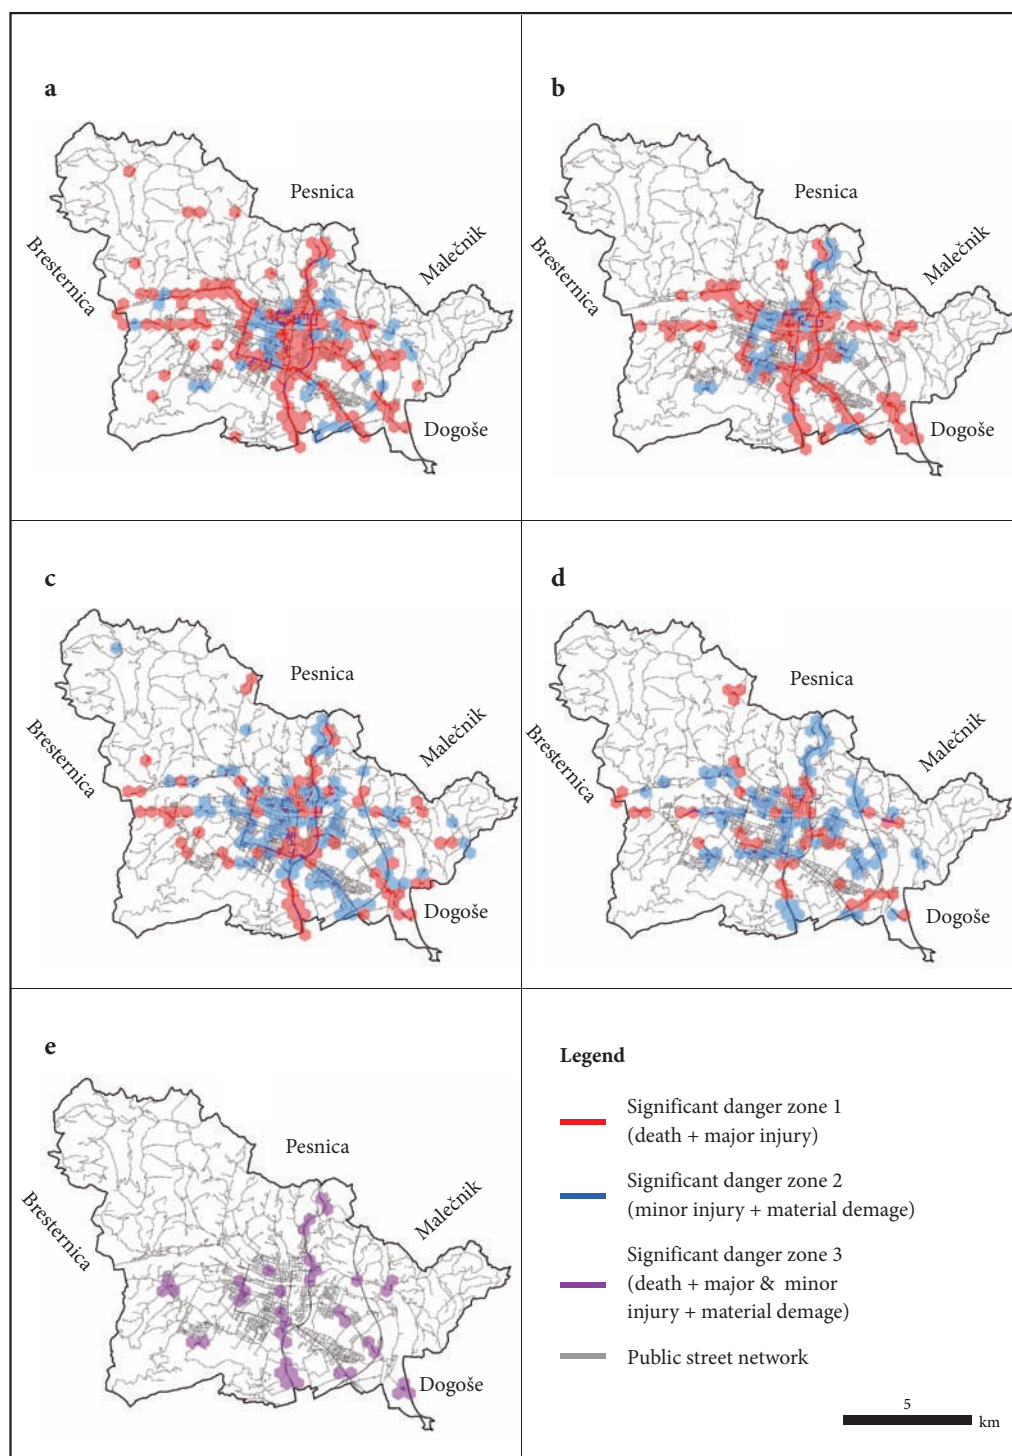 a
Pesnica
Bresternica
Malečnik
Dogoše
b
Pesnica
Bresternica
Malečnik
Dogoše
c
Pesnica
Bresternica
Malečnik
Dogoše
d
Pesnica
Bresternica
Malečnik
Dogoše
e
Pesnica
Bresternica
Malečnik
Dogoše
Legend
Significant danger zone 1
(death + major injury)
Significant danger zone 2
(minor injury + material demage)
Significant danger zone 3
(death + major & minor
injury + material demage)
Public street network
5
km